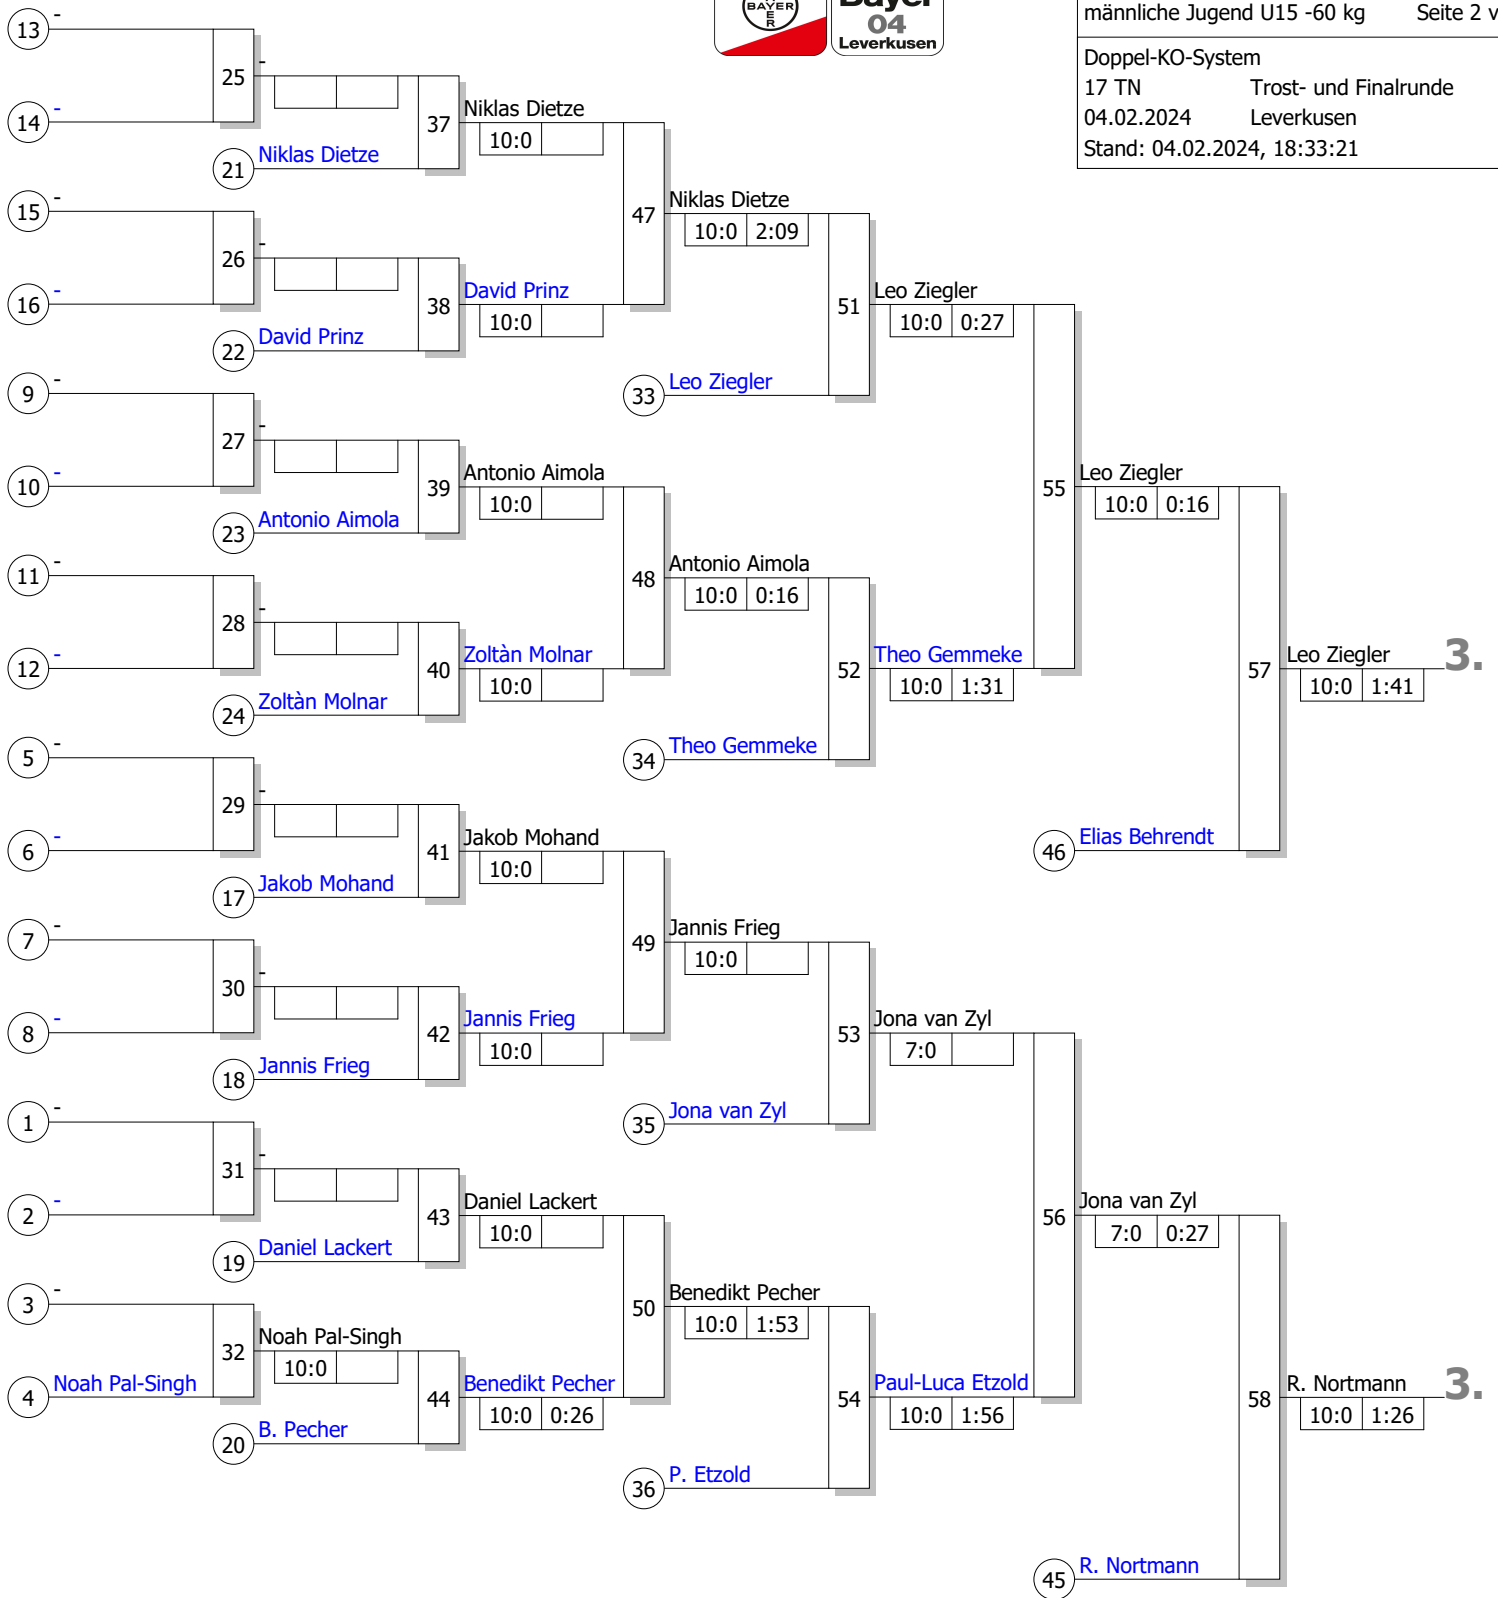 BAYER
E
R
Bayer
04
Leverkusen
männliche Jugend U15 -60 kg Seite 2 v
Doppel-KO-System
17 TN Trost- und Finalrunde
04.02.2024 Leverkusen
Stand: 04.02.2024, 18:33:21
13 -
25 -
14 -
37 Niklas Dietze
10:0
21 Niklas Dietze
15 -
47 Niklas Dietze
10:0 2:09
26 -
16 -
38 David Prinz
10:0
22 David Prinz
51 Leo Ziegler
10:0 0:27
9 -
33 Leo Ziegler
27 -
10 -
39 Antonio Aimola
10:0
23 Antonio Aimola
55 Leo Ziegler
10:0 0:16
11 -
48 Antonio Aimola
10:0 0:16
28 -
12 -
40 Zoltàn Molnar
10:0
24 Zoltàn Molnar
52 Theo Gemmeke
10:0 1:31
57 Leo Ziegler 3.
10:0 1:41
5 -
34 Theo Gemmeke
29 -
6 -
41 Jakob Mohand
10:0
46 Elias Behrendt
17 Jakob Mohand
7 -
49 Jannis Frieg
10:0
30 -
8 -
42 Jannis Frieg
10:0
18 Jannis Frieg
53 Jona van Zyl
7:0
1 -
35 Jona van Zyl
31 -
2 -
43 Daniel Lackert
10:0
19 Daniel Lackert
56 Jona van Zyl
7:0 0:27
3 -
50 Benedikt Pecher
10:0 1:53
32 Noah Pal-Singh
10:0
4 Noah Pal-Singh
44 Benedikt Pecher
10:0 0:26
20 B. Pecher
54 Paul-Luca Etzold
10:0 1:56
58 R. Nortmann 3.
10:0 1:26
36 P. Etzold
45 R. Nortmann